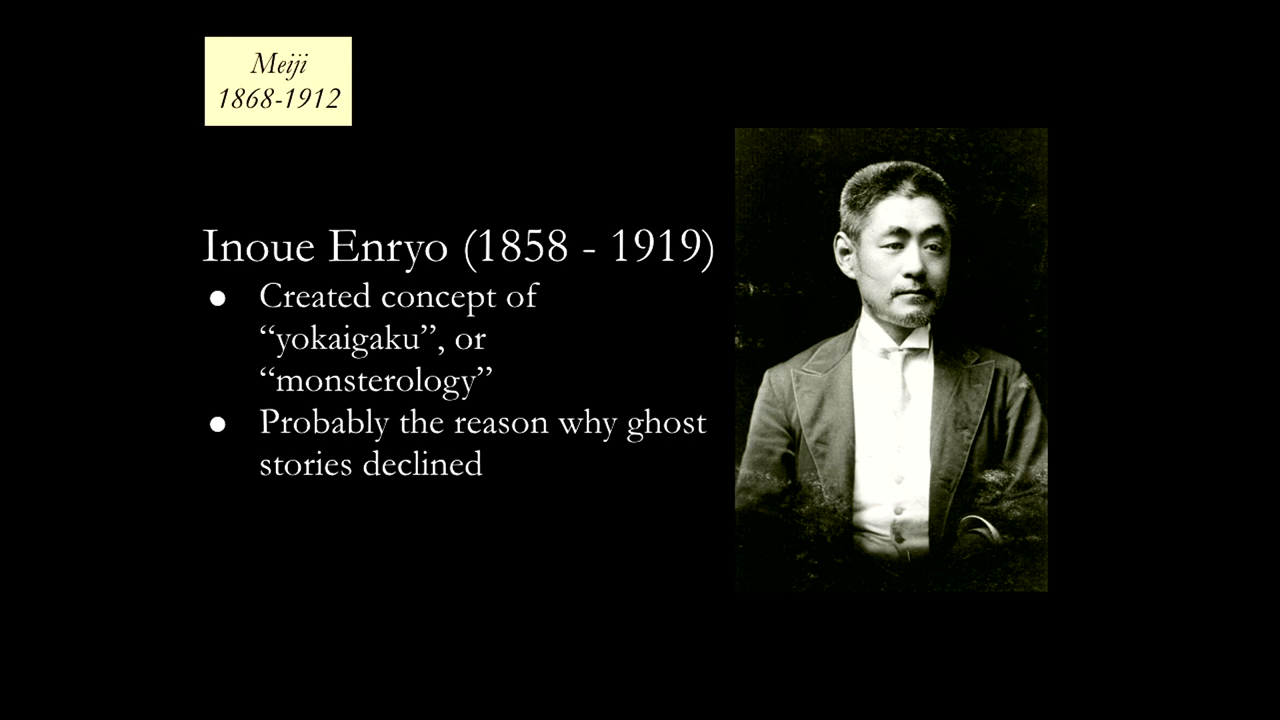 Meiji
1868-1912
Inoue Enryo (1858 - 1919)
● Created concept of
“yokaigaku”, or
“monsterology”
● Probably the reason why ghost
stories declined